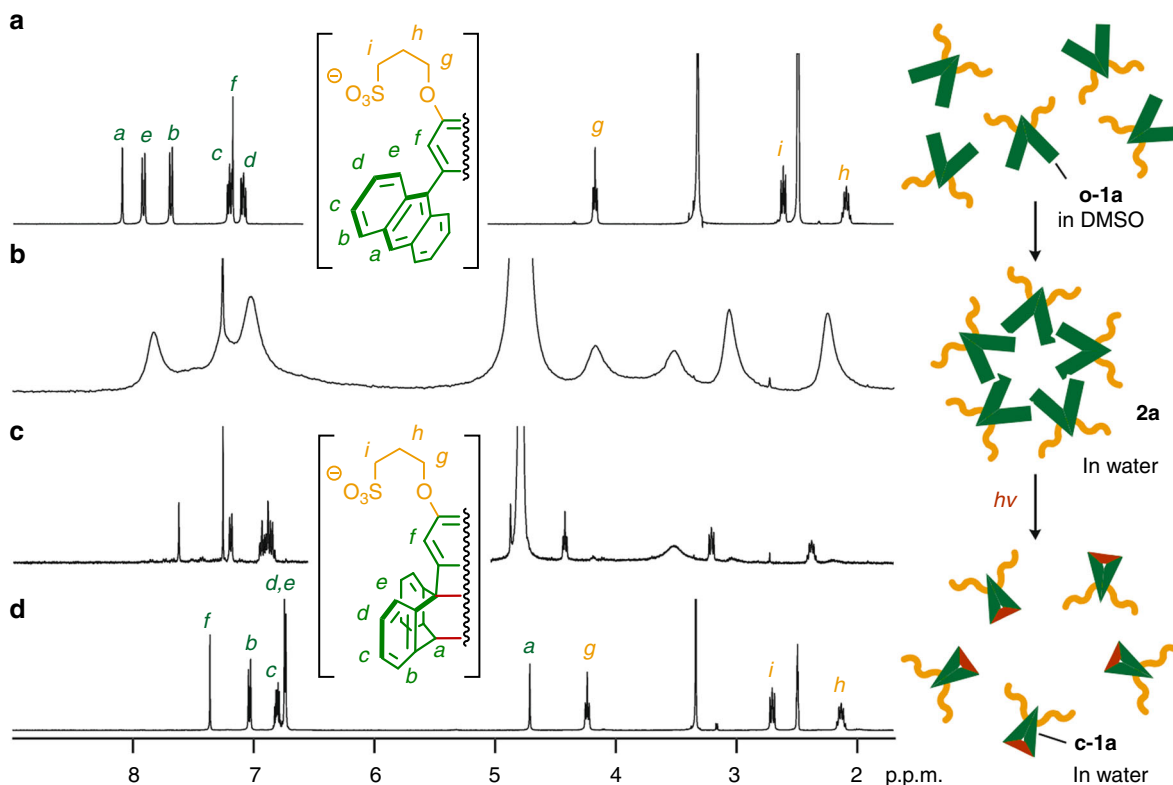 a
h
i
g
⊖
O₃S
O
f
e
d
c
b
a
a e b c f d
g i h
o-1a
in DMSO
b
2a
In water
c
h
i
g
⊖
O₃S
O
f
e
d
c
b
a
hv
d
f b c d,e a g i h
c-1a
In water
8 7 6 5 4 3 2 p.p.m.